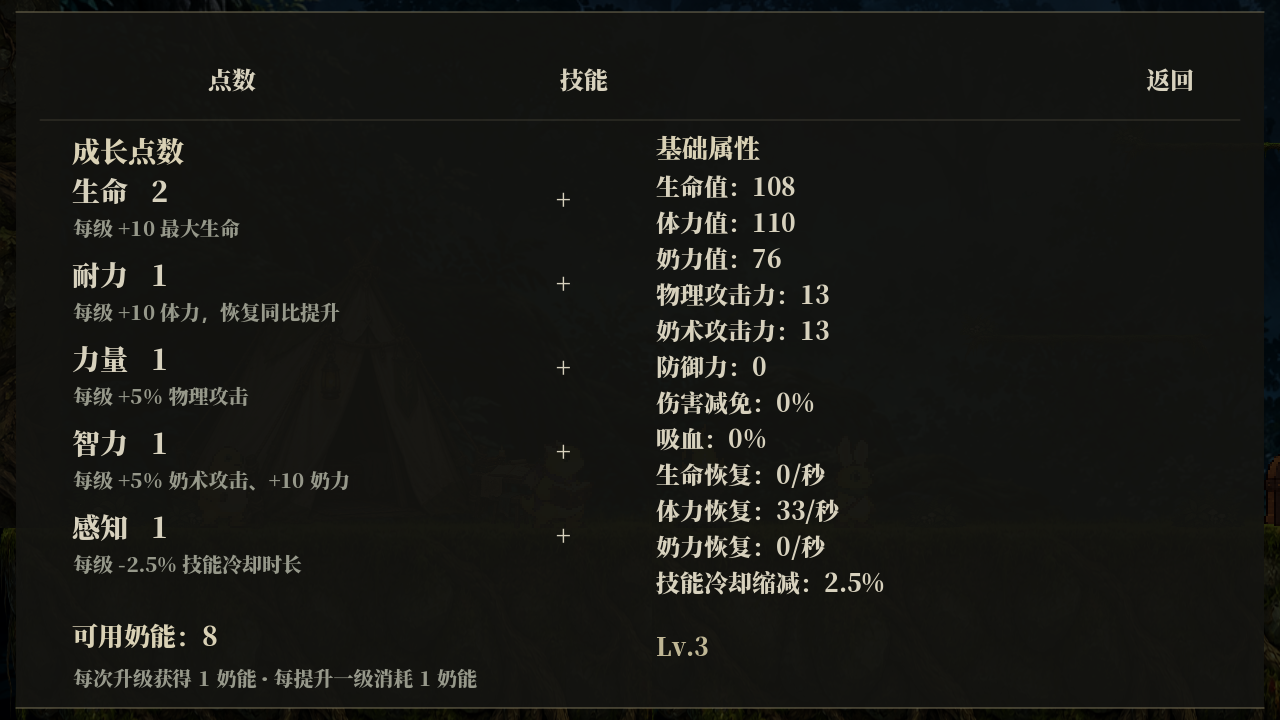 点数 技能 返回
成长点数
生命 2 +
每级 +10 最大生命
耐力 1 +
每级 +10 体力，恢复同比提升
力量 1 +
每级 +5% 物理攻击
智力 1 +
每级 +5% 奶术攻击、+10 奶力
感知 1 +
每级 -2.5% 技能冷却时长
可用奶能：8
每次升级获得 1 奶能 · 每提升一级消耗 1 奶能
基础属性
生命值：108
体力值：110
奶力值：76
物理攻击力：13
奶术攻击力：13
防御力：0
伤害减免：0%
吸血：0%
生命恢复：0/秒
体力恢复：33/秒
奶力恢复：0/秒
技能冷却缩减：2.5%
Lv.3